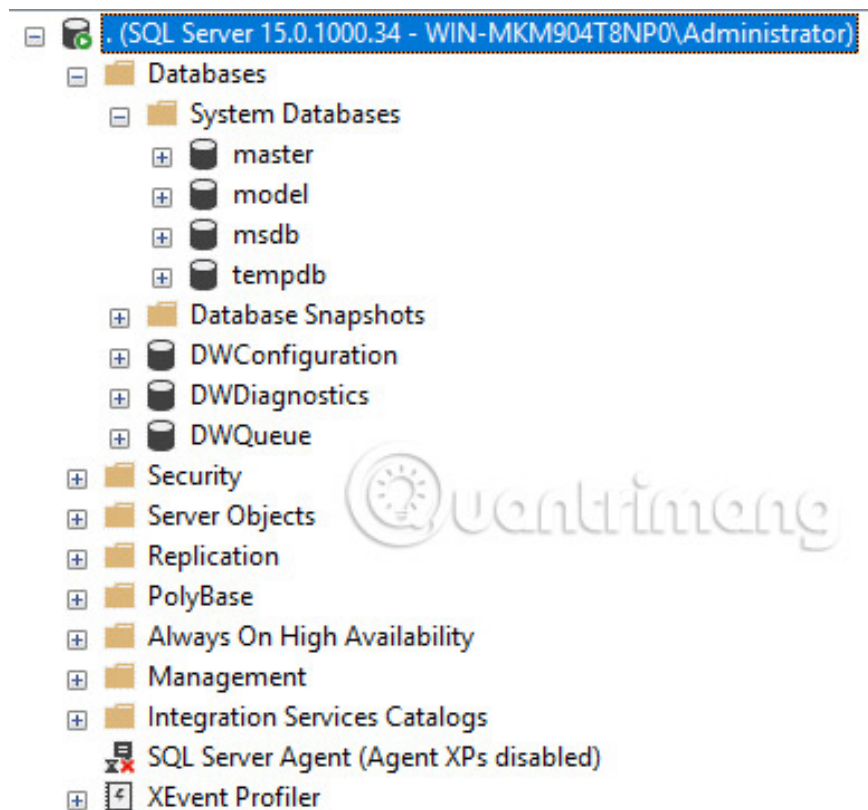 . (SQL Server 15.0.1000.34 - WIN-MKM904T8NP0\Administrator)
Databases
System Databases
master
model
msdb
tempdb
Database Snapshots
DWConfiguration
DWDiagnostics
DWQueue
Security
Server Objects
Quantrimang
Replication
PolyBase
Always On High Availability
Management
Integration Services Catalogs
SQL Server Agent (Agent XPs disabled)
XEvent Profiler